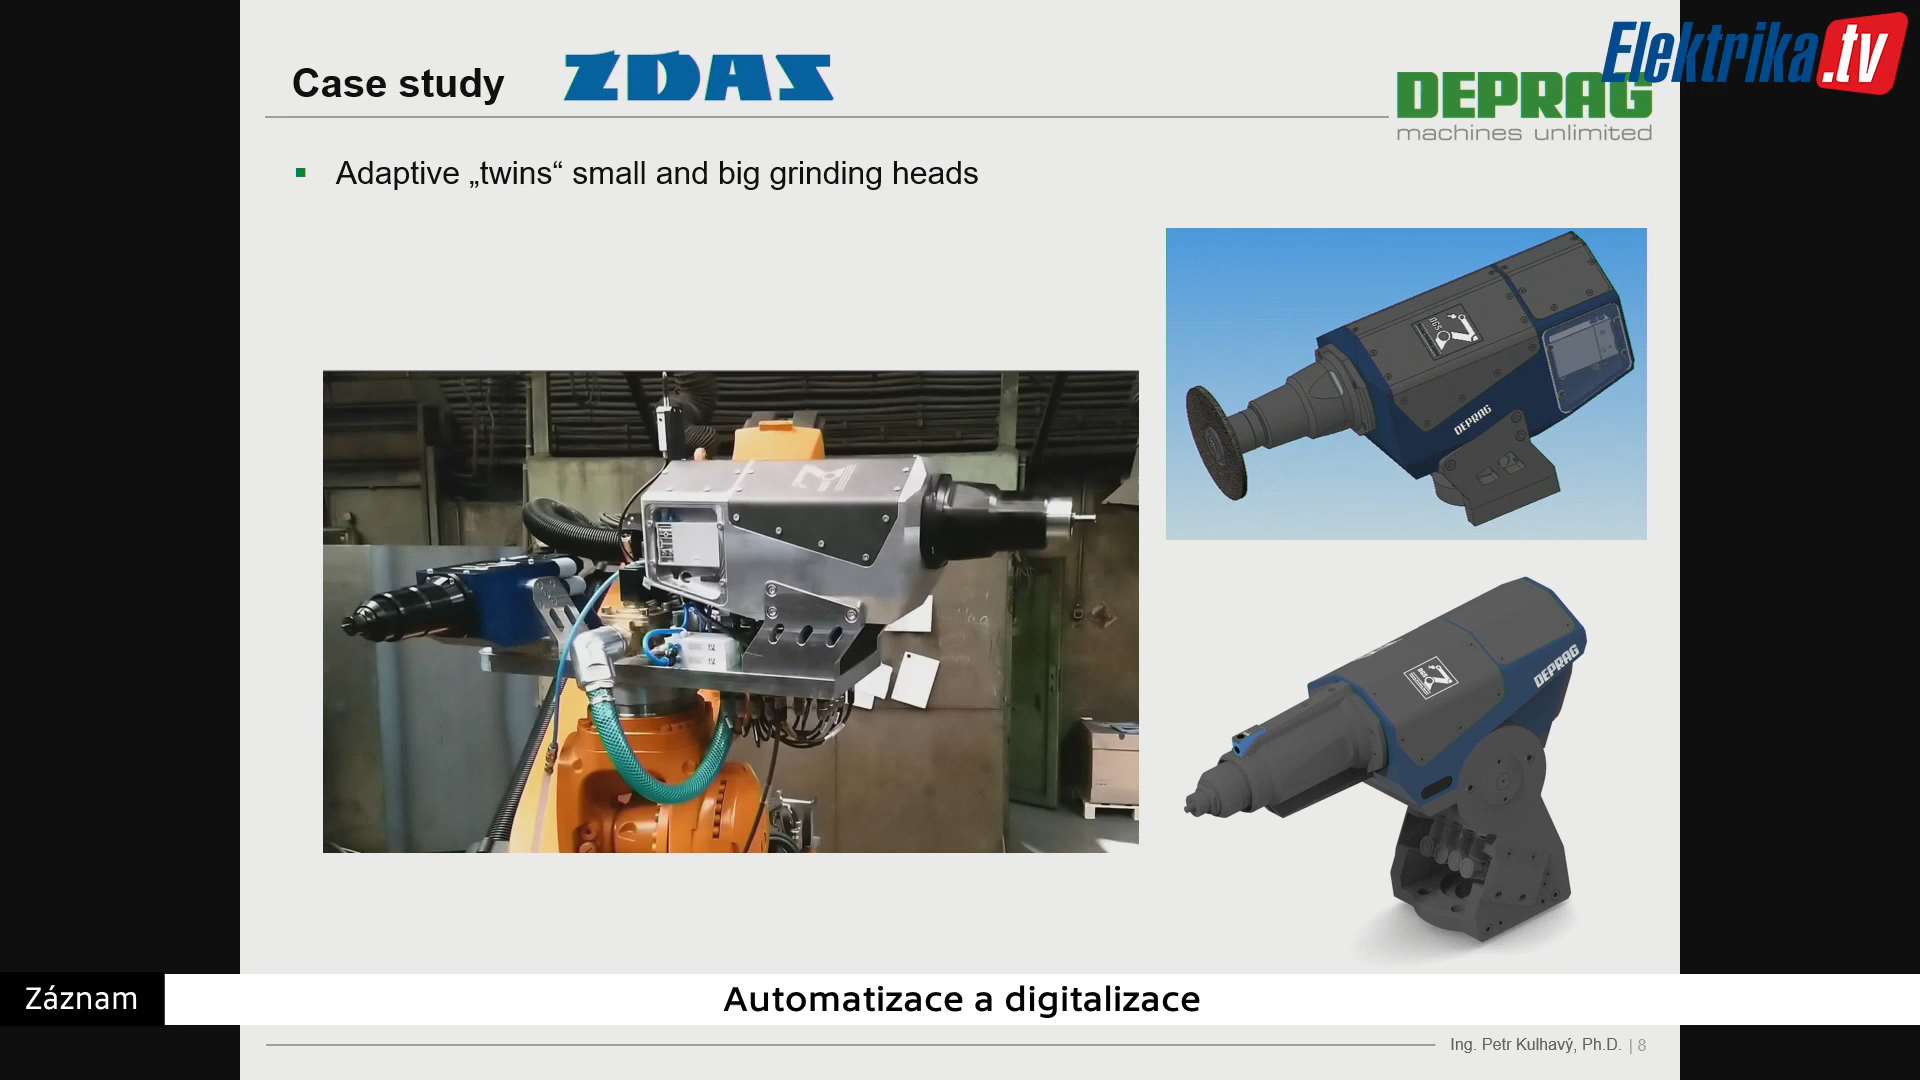 Case study
ZDAS
Elektrika.tv
DEPRAG
machines unlimited
Adaptive „twins“ small and big grinding heads
DGS
DEPRAG
DEPRAG
Záznam
Automatizace a digitalizace
Ing. Petr Kulhavý, Ph.D. | 8